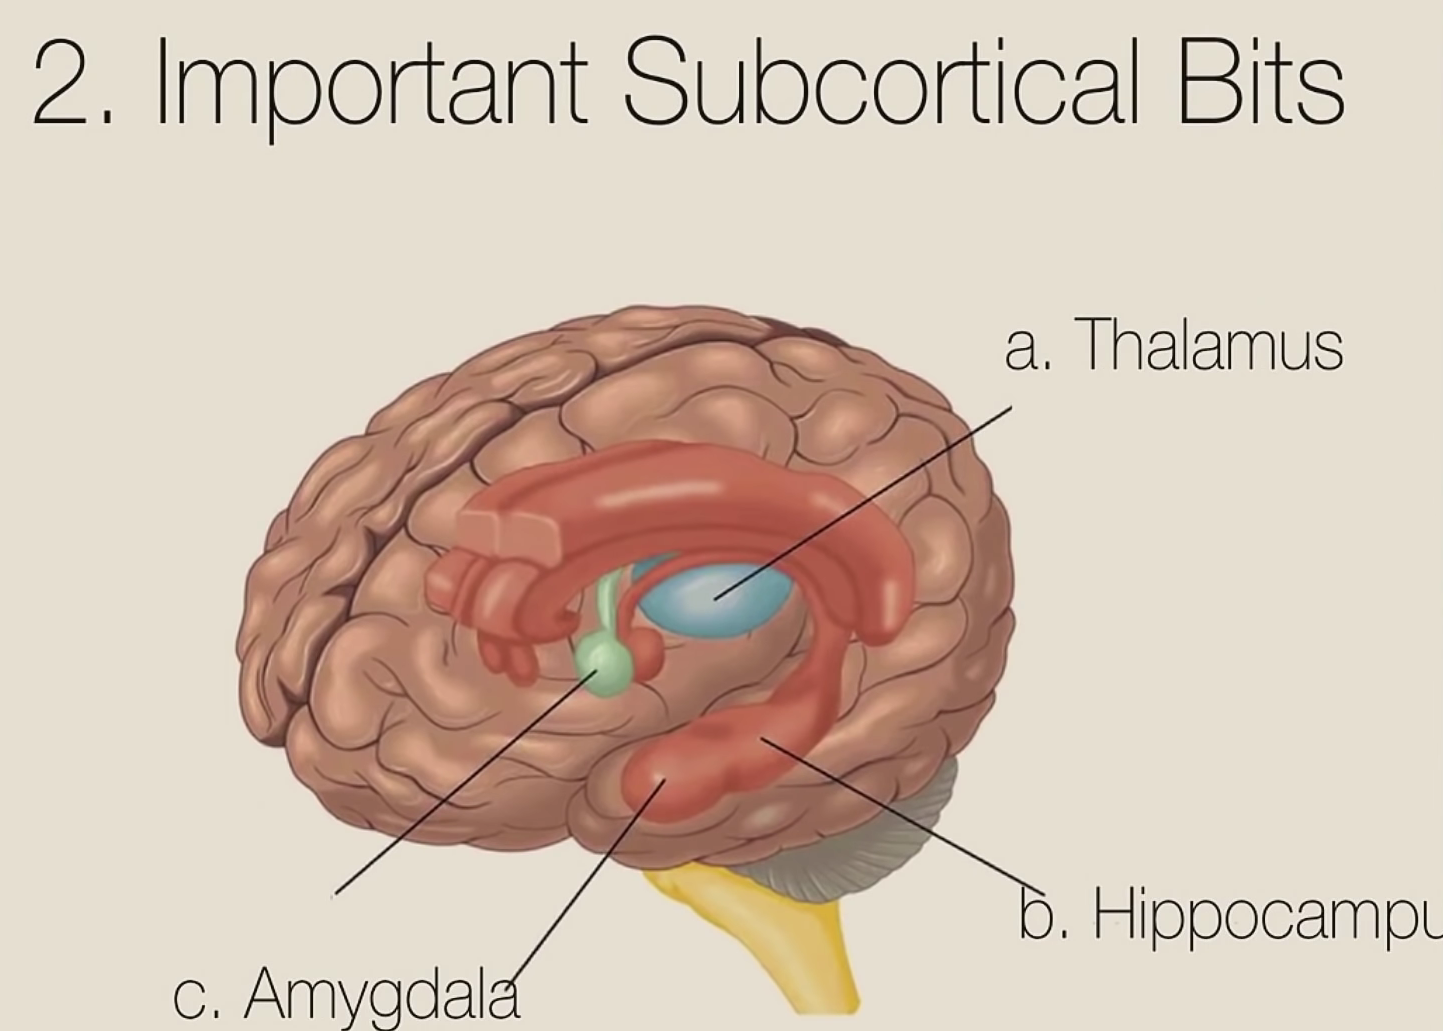 2. Important Subcortical Bits
a. Thalamus
b. Hippocampu
c. Amygdala